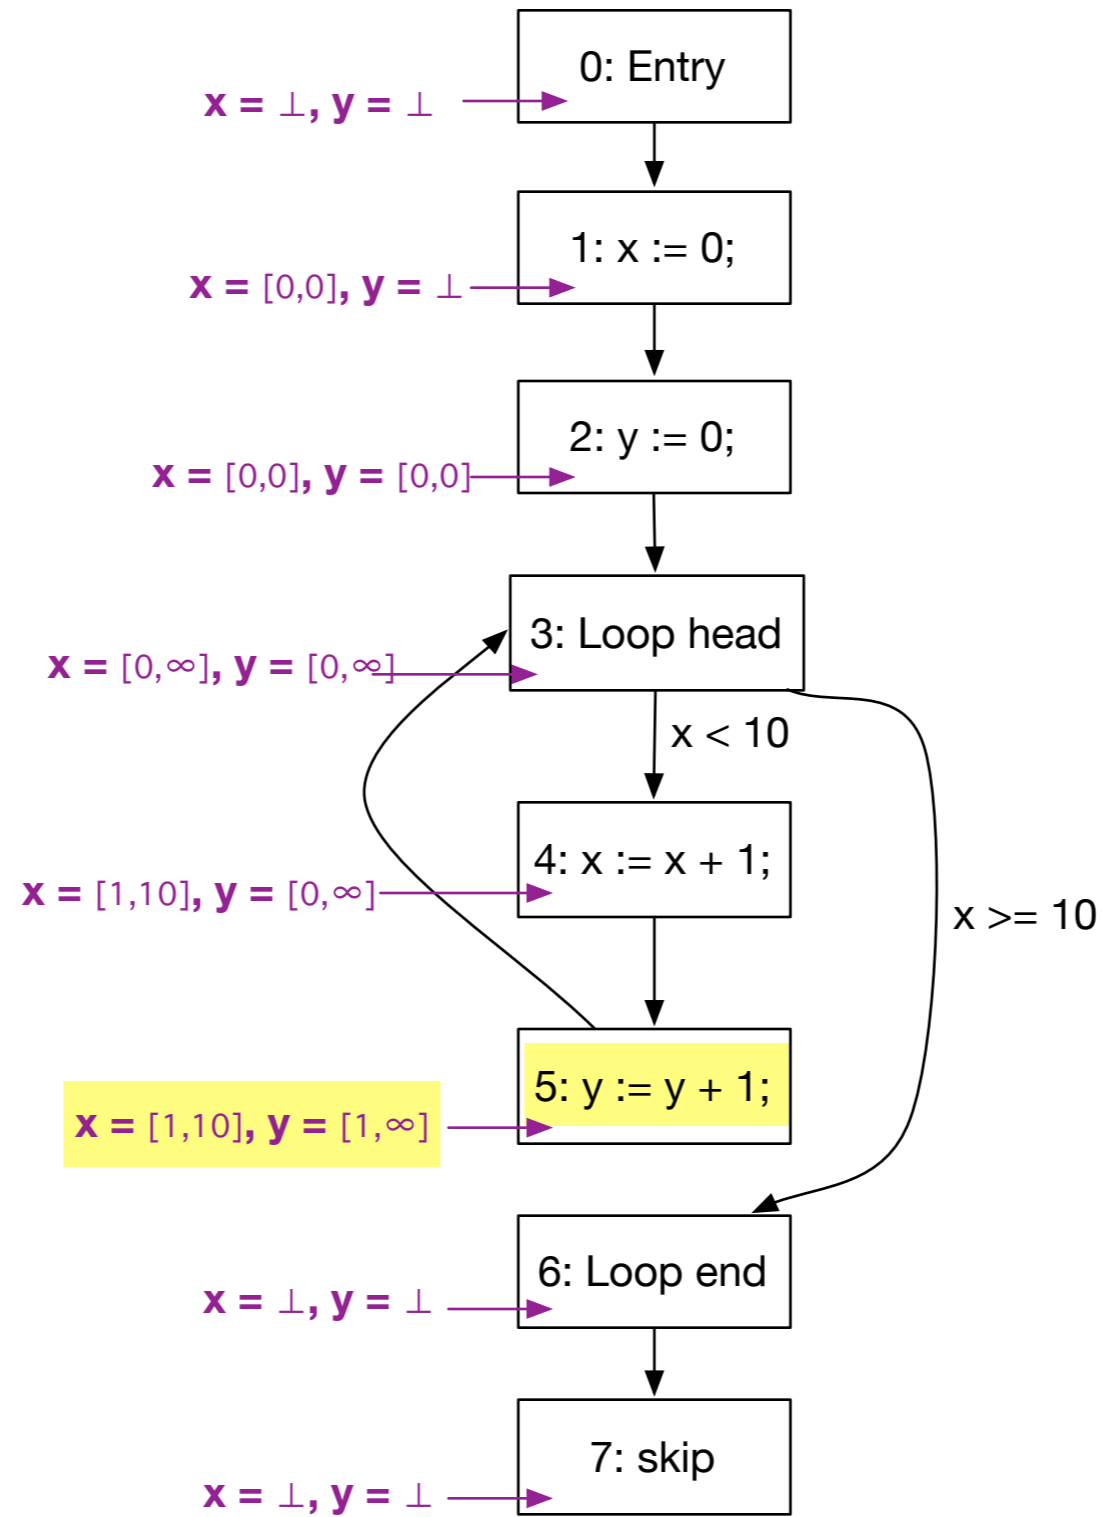 0: Entry
x = ⊥, y = ⊥
1: x := 0;
x = [0,0], y = ⊥
2: y := 0;
x = [0,0], y = [0,0]
3: Loop head
x = [0,∞], y = [0,∞]
x < 10
4: x := x + 1;
x = [1,10], y = [0,∞]
x >= 10
5: y := y + 1;
x = [1,10], y = [1,∞]
6: Loop end
x = ⊥, y = ⊥
7: skip
x = ⊥, y = ⊥